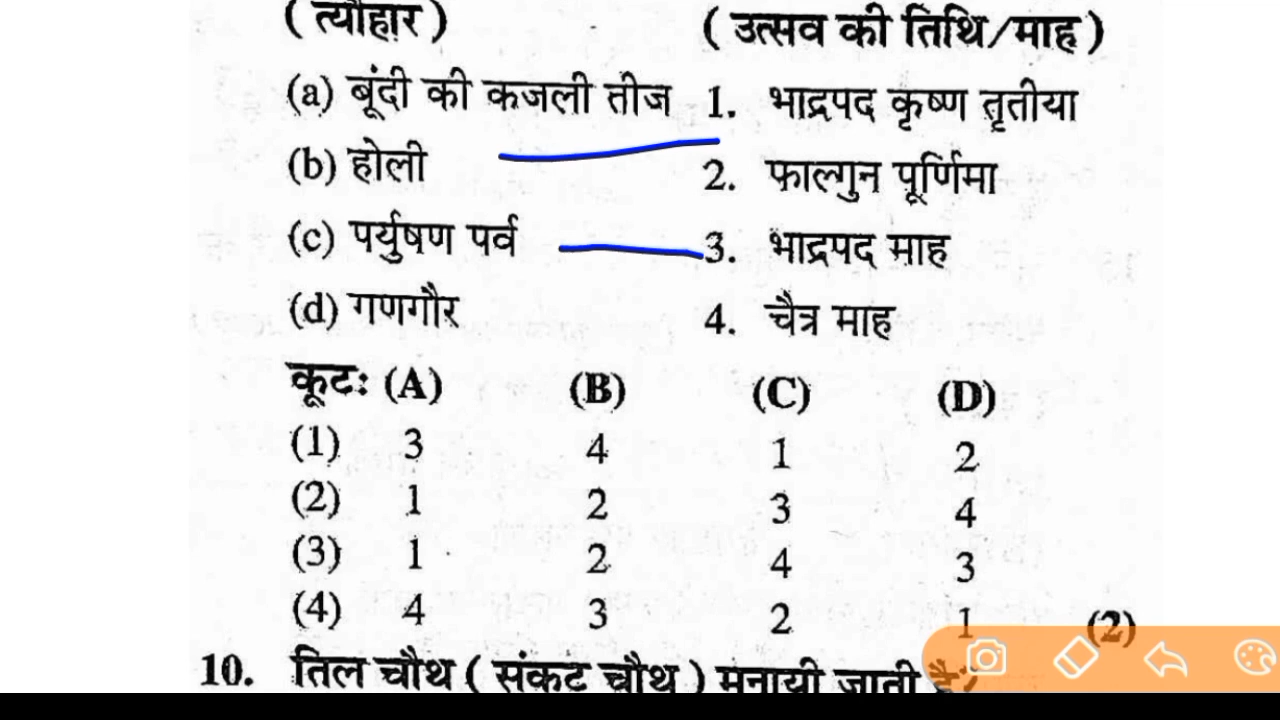 ( त्यौहार ) ( उत्सव की तिथि/माह )
(a) बूंदी की कजली तीज 1. भाद्रपद कृष्ण तृतीया
(b) होली 2. फाल्गुन पूर्णिमा
(c) पर्युषण पर्व 3. भाद्रपद माह
(d) गणगौर 4. चैत्र माह
कूटः (A) (B) (C) (D)
(1) 3 4 1 2
(2) 1 2 3 4
(3) 1 2 4 3
(4) 4 3 2 1 (2)
10. तिल चौथ ( संकट चौथ ) मनायी जाती है?